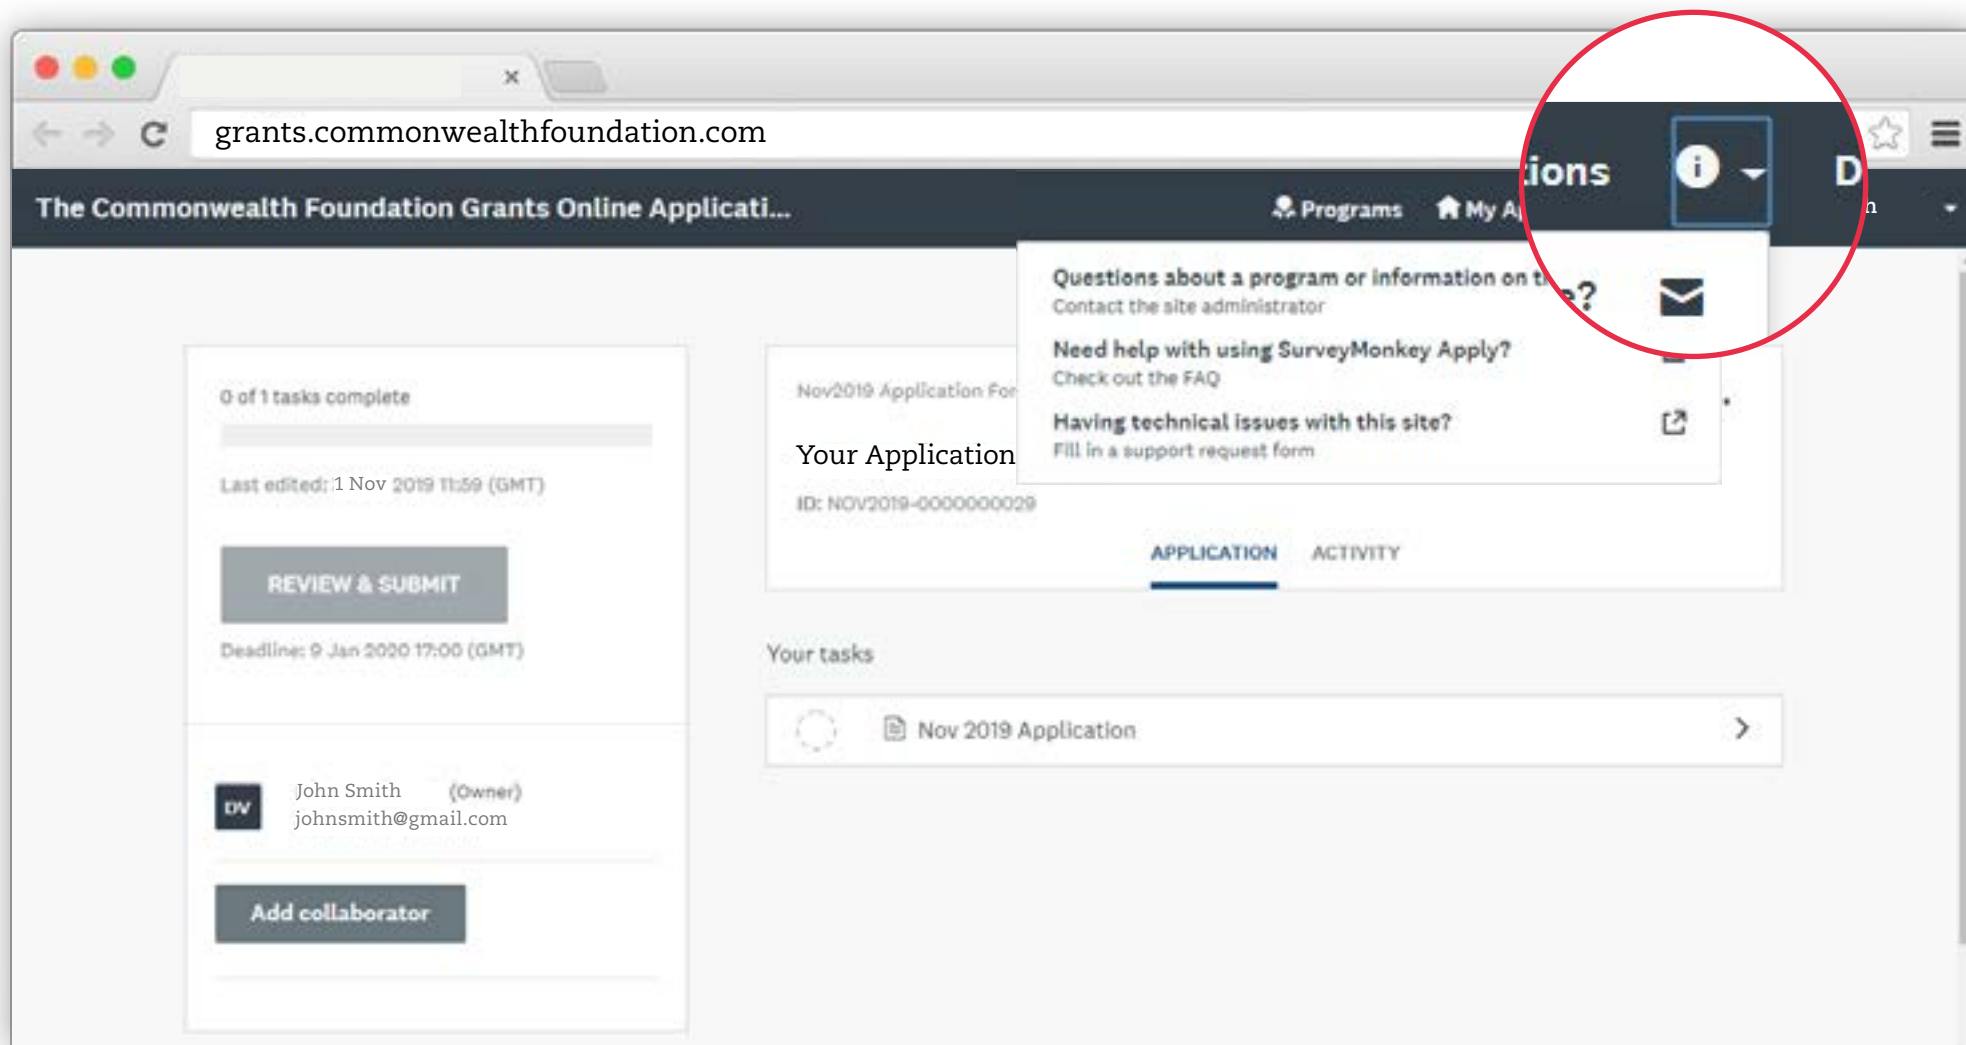 grants.commonwealthfoundation.com
The Commonwealth Foundation Grants Online Applicati...
Programs
My Ap
ions
i
D
n
Questions about a program or information on t
e?
Contact the site administrator
Need help with using SurveyMonkey Apply?
Check out the FAQ
Having technical issues with this site?
Fill in a support request form
0 of 1 tasks complete
Last edited: 1 Nov 2019 11:59 (GMT)
REVIEW & SUBMIT
Deadline: 9 Jan 2020 17:00 (GMT)
DV
John Smith (Owner)
johnsmith@gmail.com
Add collaborator
Nov2019 Application For
Your Application
ID: NOV2019-0000000029
APPLICATION
ACTIVITY
Your tasks
Nov 2019 Application